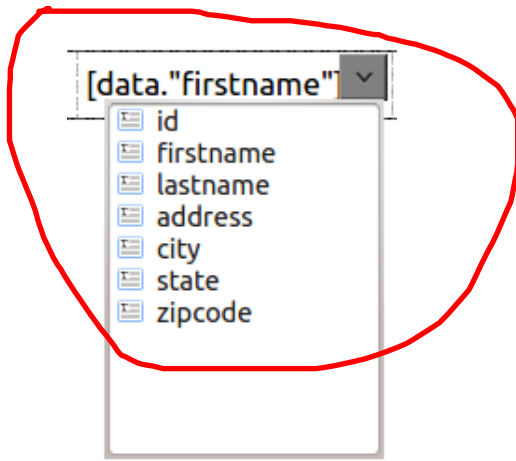 [data."firstname"]
id
firstname
lastname
address
city
state
zipcode